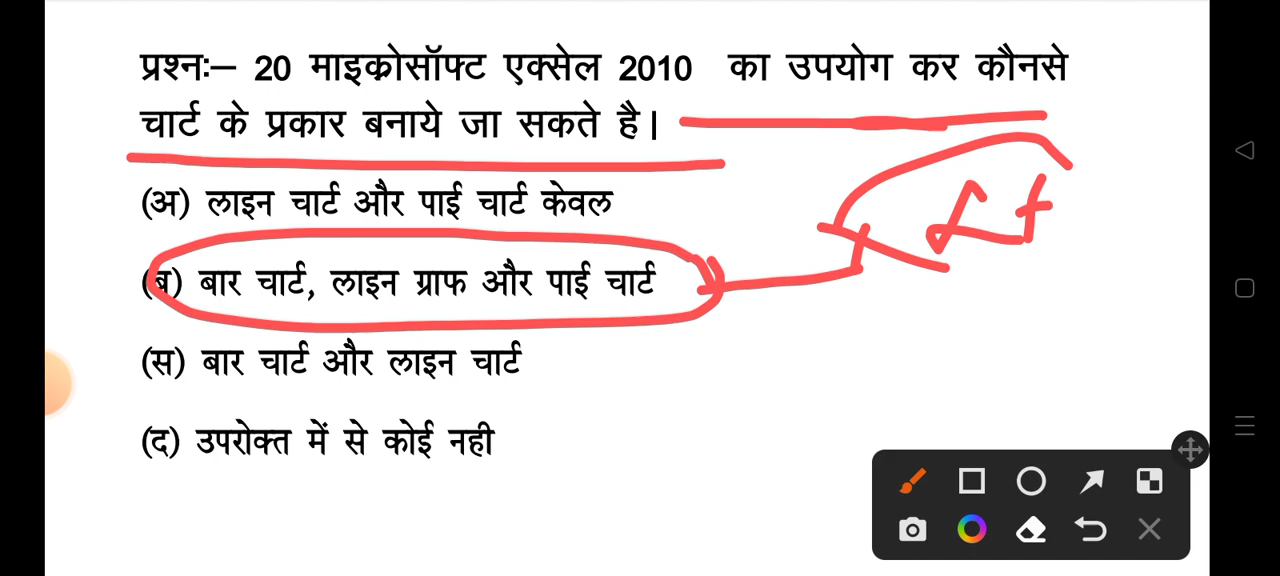 प्रश्नः– 20 माइक्रोसॉफ्ट एक्सेल 2010 का उपयोग कर कौनसे
चार्ट के प्रकार बनाये जा सकते है।
(अ) लाइन चार्ट और पाई चार्ट केवल
(ब) बार चार्ट, लाइन ग्राफ और पाई चार्ट
(स) बार चार्ट और लाइन चार्ट
(द) उपरोक्त में से कोई नही